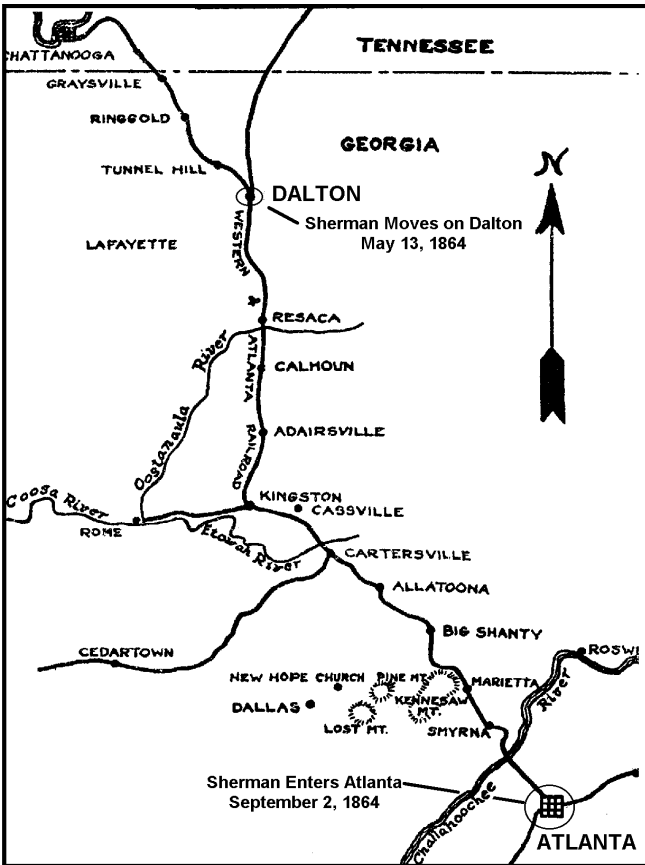 CHATTANOOGA
TENNESSEE
GRAYSVILLE
RINGGOLD
GEORGIA
N
TUNNEL HILL
DALTON
Sherman Moves on Dalton
May 13, 1864
LAFAYETTE
WESTERN
&
ATLANTA
RAILROAD
RESACA
Oostanaula River
CALHOUN
ADAIRSVILLE
KINGSTON
CASSVILLE
Coosa River
ROME
Etowah River
CARTERSVILLE
ALLATOONA
BIG SHANTY
CEDARTOWN
ROSW
NEW HOPE CHURCH
PINE MT.
MARIETTA
KENNESAW
MT.
DALLAS
LOST MT.
SMYRNA
Sherman Enters Atlanta
September 2, 1864
Chattahoochee River
ATLANTA